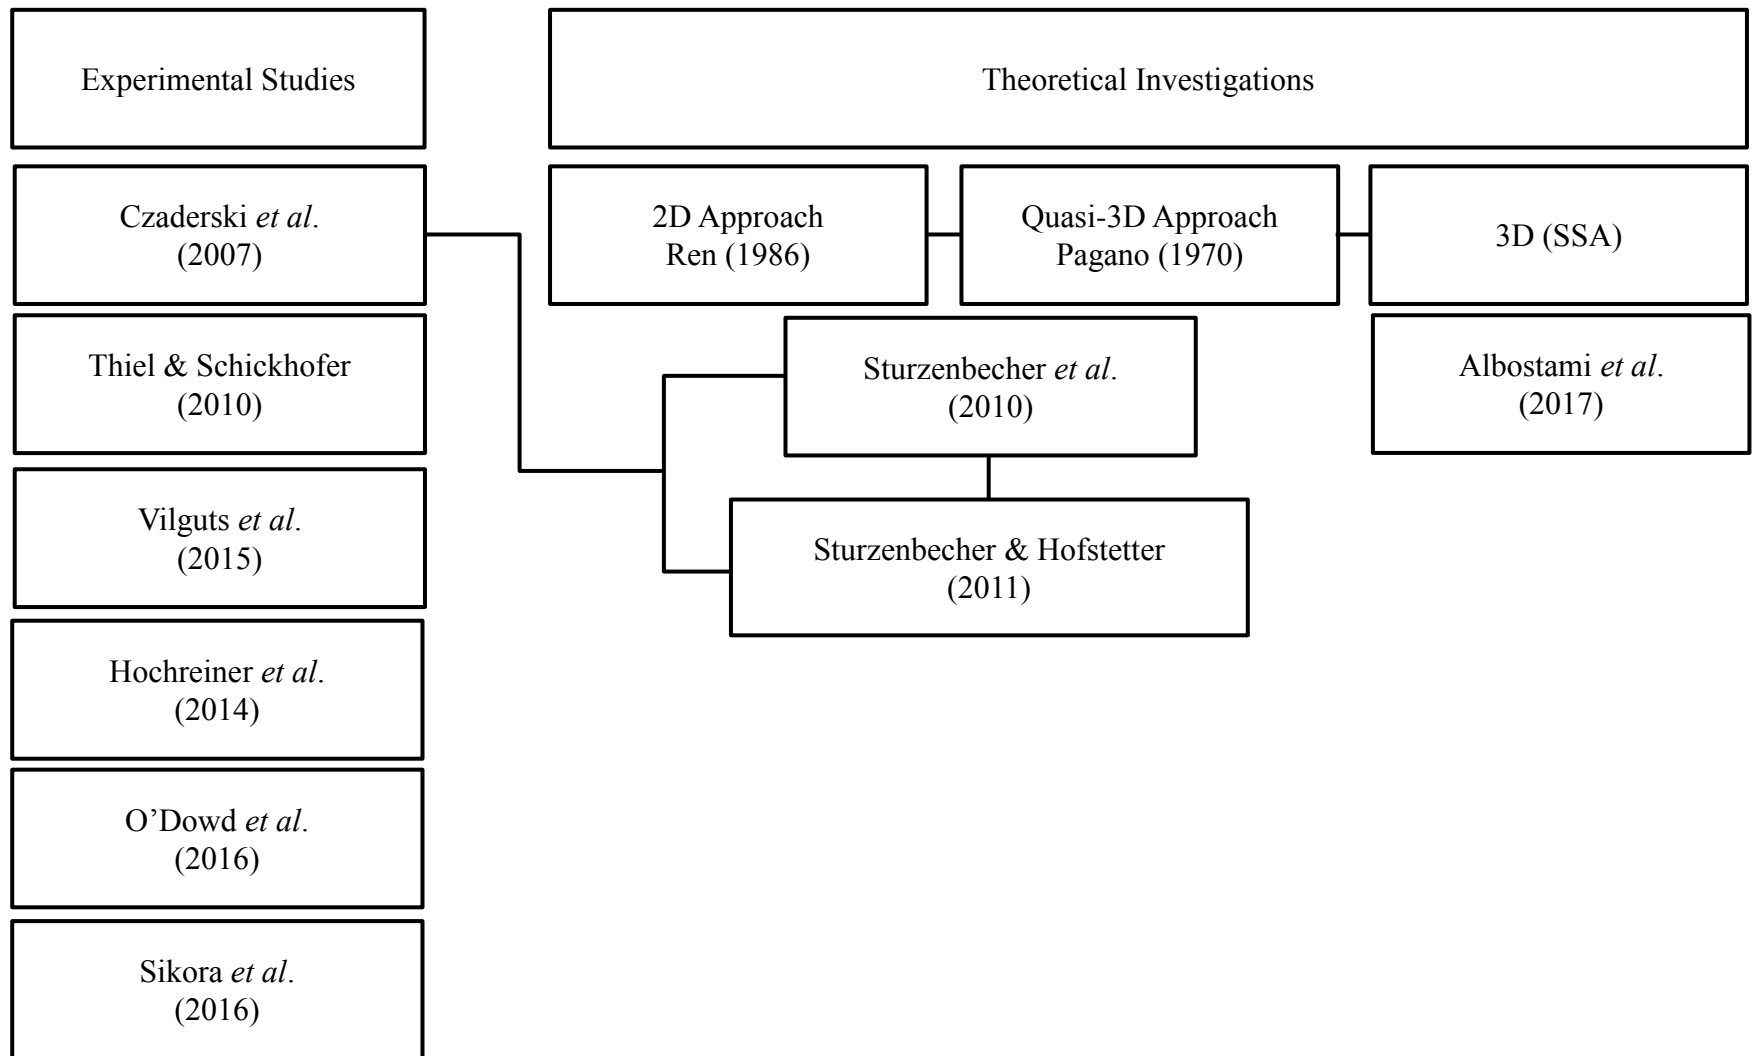 Experimental Studies
Theoretical Investigations
Czaderski et al.
(2007)
2D Approach
Ren (1986)
Quasi-3D Approach
Pagano (1970)
3D (SSA)
Thiel & Schickhofer
(2010)
Sturzenbecher et al.
(2010)
Albostami et al.
(2017)
Vilguts et al.
(2015)
Sturzenbecher & Hofstetter
(2011)
Hochreiner et al.
(2014)
O’Dowd et al.
(2016)
Sikora et al.
(2016)